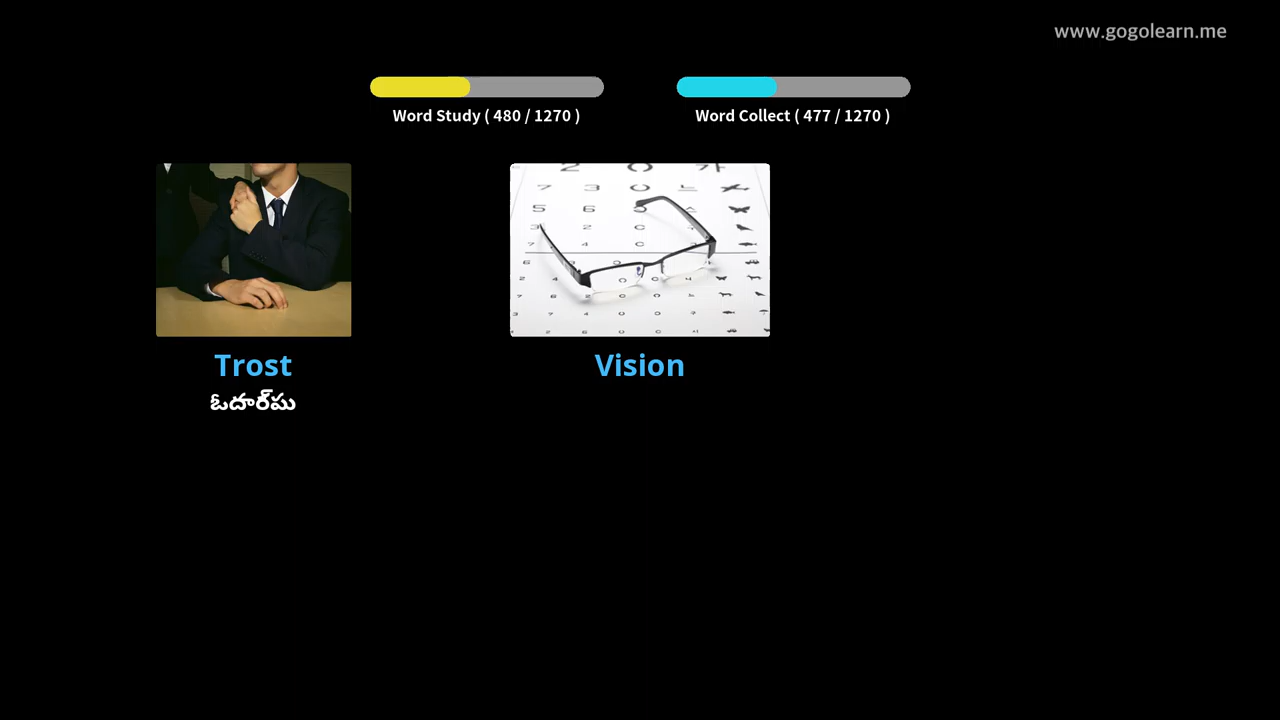 www.gogolearn.me
Word Study ( 480 / 1270 )
Word Collect ( 477 / 1270 )
Trost
ఓదార్పు
Vision